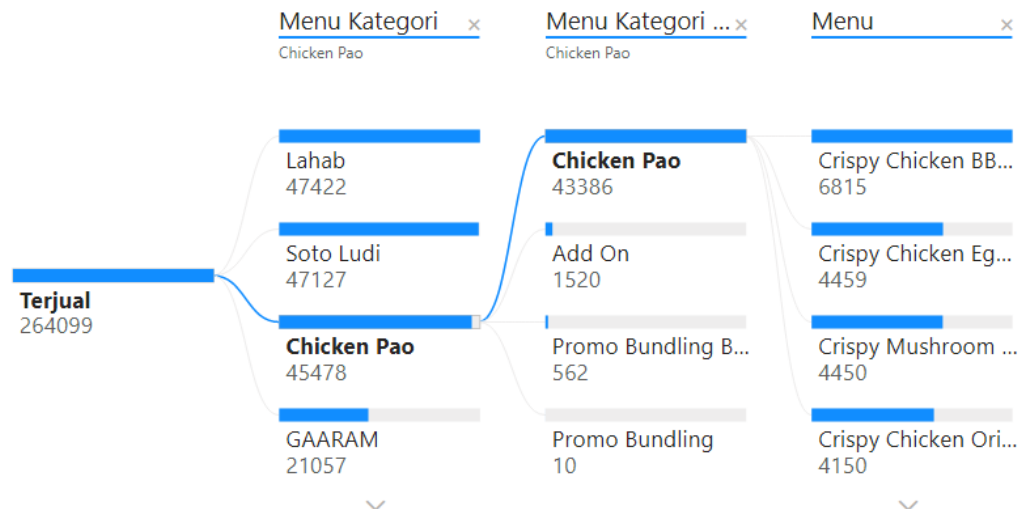 Menu Kategori ×
Chicken Pao
Menu Kategori ... ×
Chicken Pao
Menu ×
Terjual
264099
Lahab
47422
Soto Ludi
47127
Chicken Pao
45478
GAARAM
21057
Chicken Pao
43386
Add On
1520
Promo Bundling B...
562
Promo Bundling
10
Crispy Chicken BB...
6815
Crispy Chicken Eg...
4459
Crispy Mushroom ...
4450
Crispy Chicken Ori...
4150